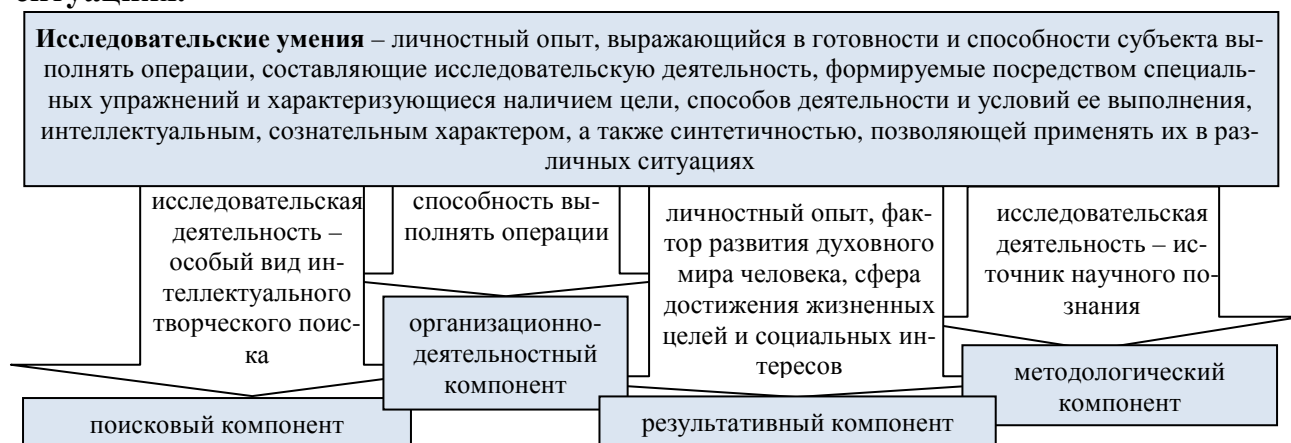 Исследовательские умения – личностный опыт, выражающийся в готовности и способности субъекта вы-
полнять операции, составляющие исследовательскую деятельность, формируемые посредством специаль-
ных упражнений и характеризующиеся наличием цели, способов деятельности и условий ее выполнения,
интеллектуальным, сознательным характером, а также синтетичностью, позволяющей применять их в раз-
личных ситуациях
исследовательская
деятельность –
особый вид ин-
теллектуального
творческого поис-
ка
способность вы-
полнять операции
личностный опыт, фак-
тор развития духовного
мира человека, сфера
достижения жизненных
целей и социальных ин-
тересов
исследовательская
деятельность – ис-
точник научного по-
знания
поисковый компонент
организационно-
деятельностный
компонент
результативный компонент
методологический
компонент